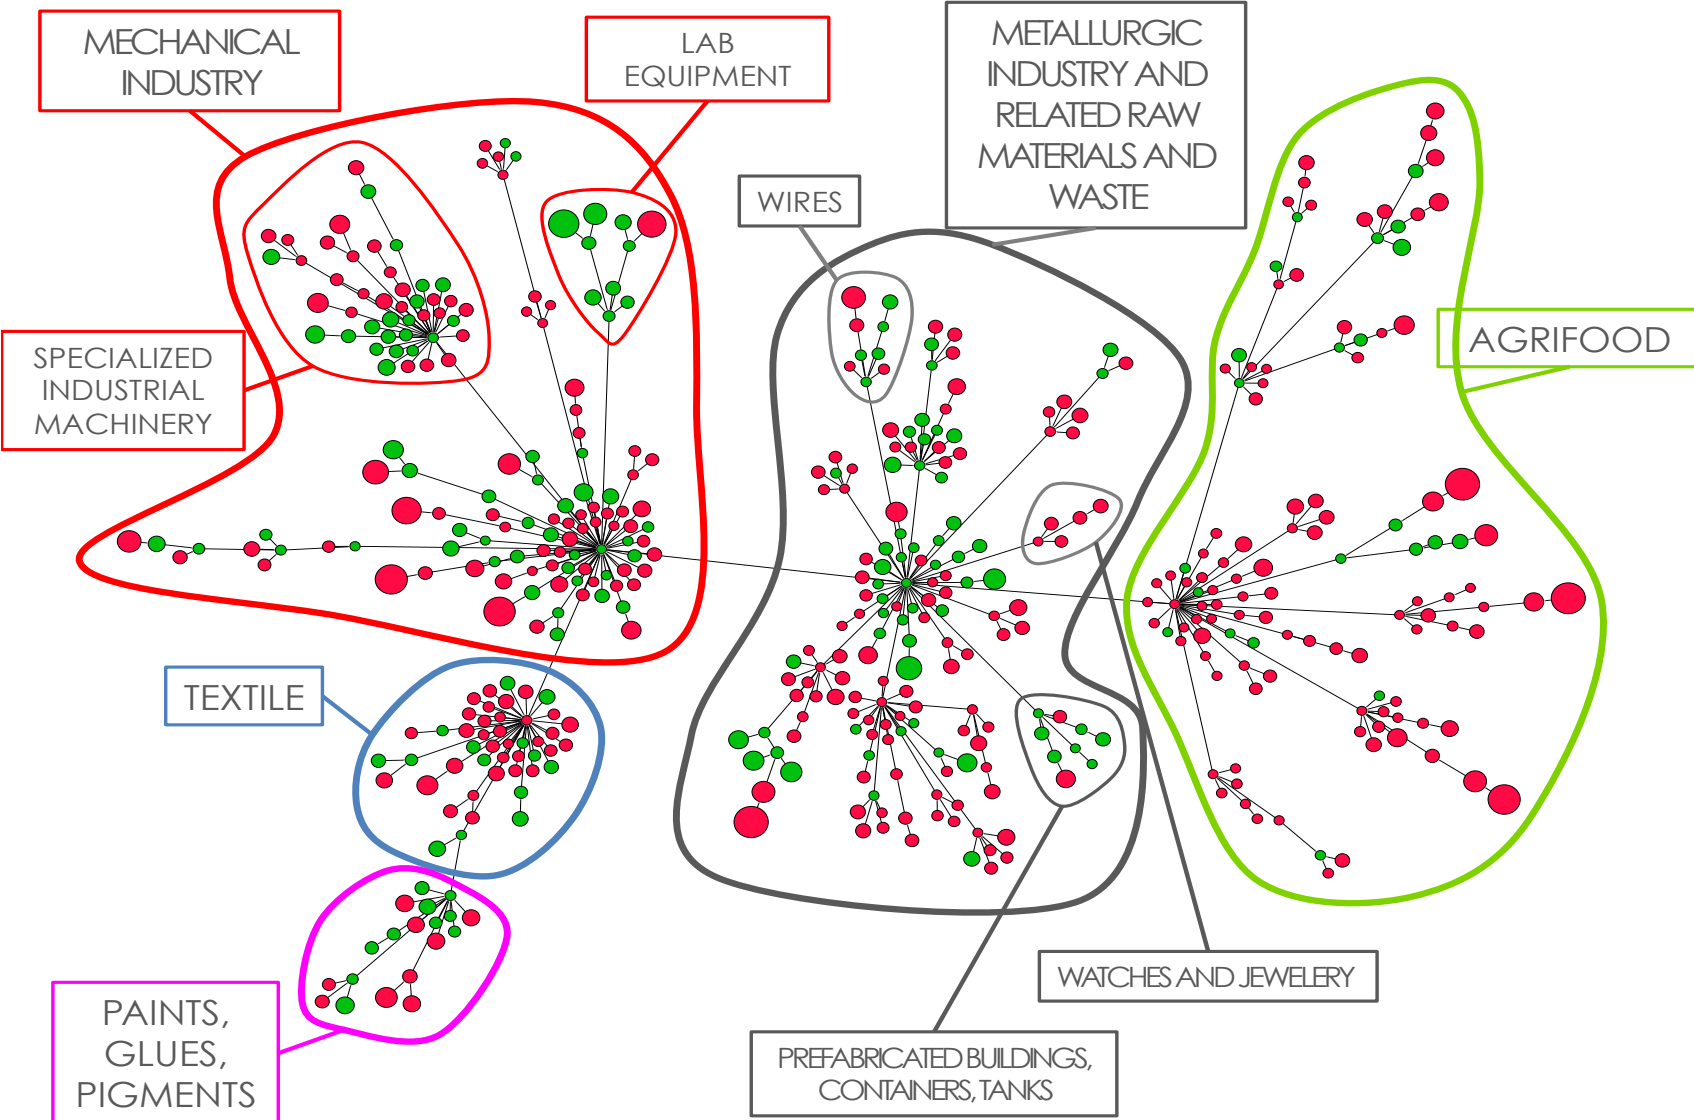 MECHANICAL
INDUSTRY
LAB
EQUIPMENT
METALLURGIC
INDUSTRY AND
RELATED RAW
MATERIALS AND
WASTE
WIRES
SPECIALIZED
INDUSTRIAL
MACHINERY
AGRIFOOD
TEXTILE
WATCHES AND JEWELERY
PAINTS,
GLUES,
PIGMENTS
PREFABRICATED BUILDINGS,
CONTAINERS, TANKS